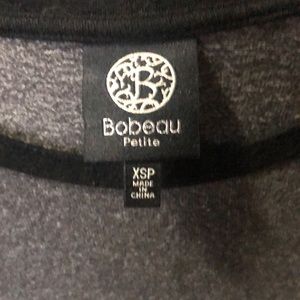 B
Bobeau
Petite
XSP
MADE IN
CHINA